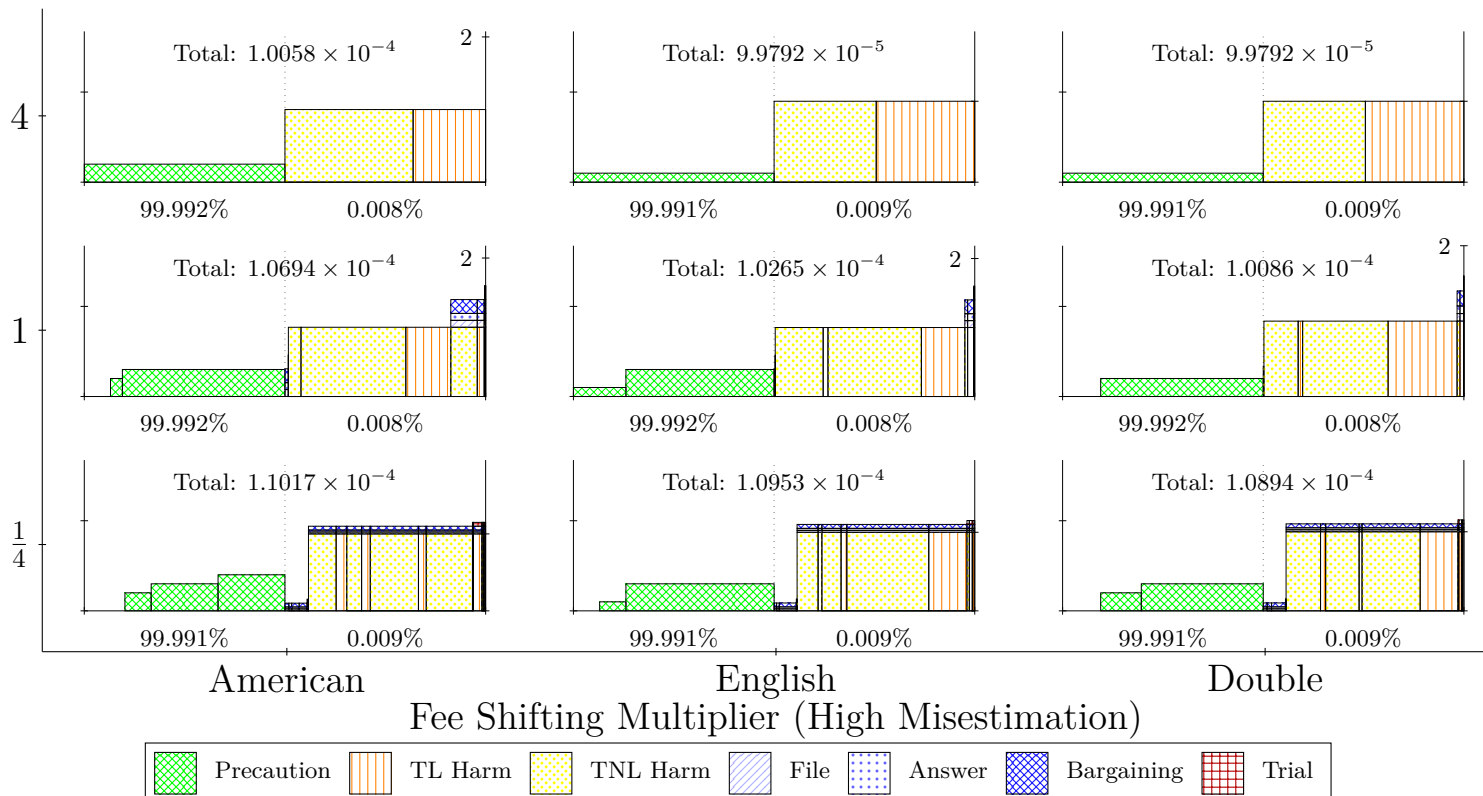 Total: 1.0058 × 10⁻⁴
2
Total: 9.9792 × 10⁻⁵
Total: 9.9792 × 10⁻⁵
4
99.992% 0.008%
99.991% 0.009%
99.991% 0.009%
Total: 1.0694 × 10⁻⁴
2
Total: 1.0265 × 10⁻⁴
2
Total: 1.0086 × 10⁻⁴
2
1
99.992% 0.008%
99.992% 0.008%
99.992% 0.008%
Total: 1.1017 × 10⁻⁴
Total: 1.0953 × 10⁻⁴
Total: 1.0894 × 10⁻⁴
1
4
99.991% 0.009%
99.991% 0.009%
99.991% 0.009%
American English Double
Fee Shifting Multiplier (High Misestimation)
Precaution TL Harm TNL Harm File Answer Bargaining Trial